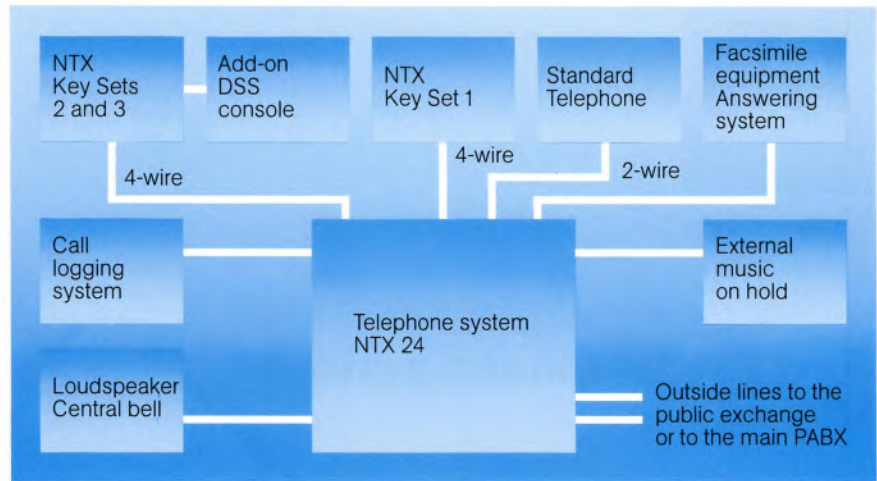 NTX
Key Sets
2 and 3
Add-on
DSS
console
NTX
Key Set 1
Standard
Telephone
Facsimile
equipment
Answering
system
4-wire
4-wire
2-wire
Call
logging
system
Telephone system
NTX 24
External
music
on hold
Loudspeaker
Central bell
Outside lines to the
public exchange
or to the main PABX